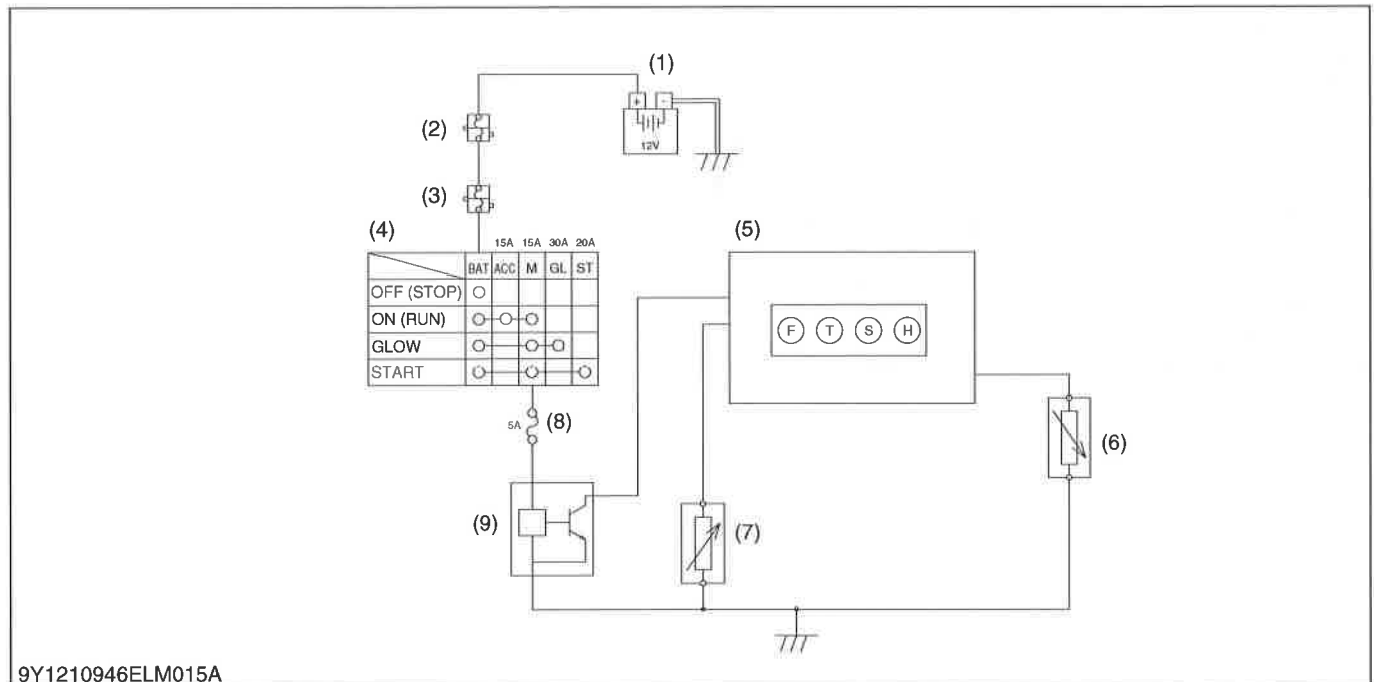 (1)
+ -
12V
(2)
(3)
(4)
15A 15A 30A 20A
BAT ACC M GL ST
OFF (STOP)
ON (RUN)
GLOW
START
(5)
F T S H
(6)
(7)
5A (8)
(9)
9Y1210946ELM015A